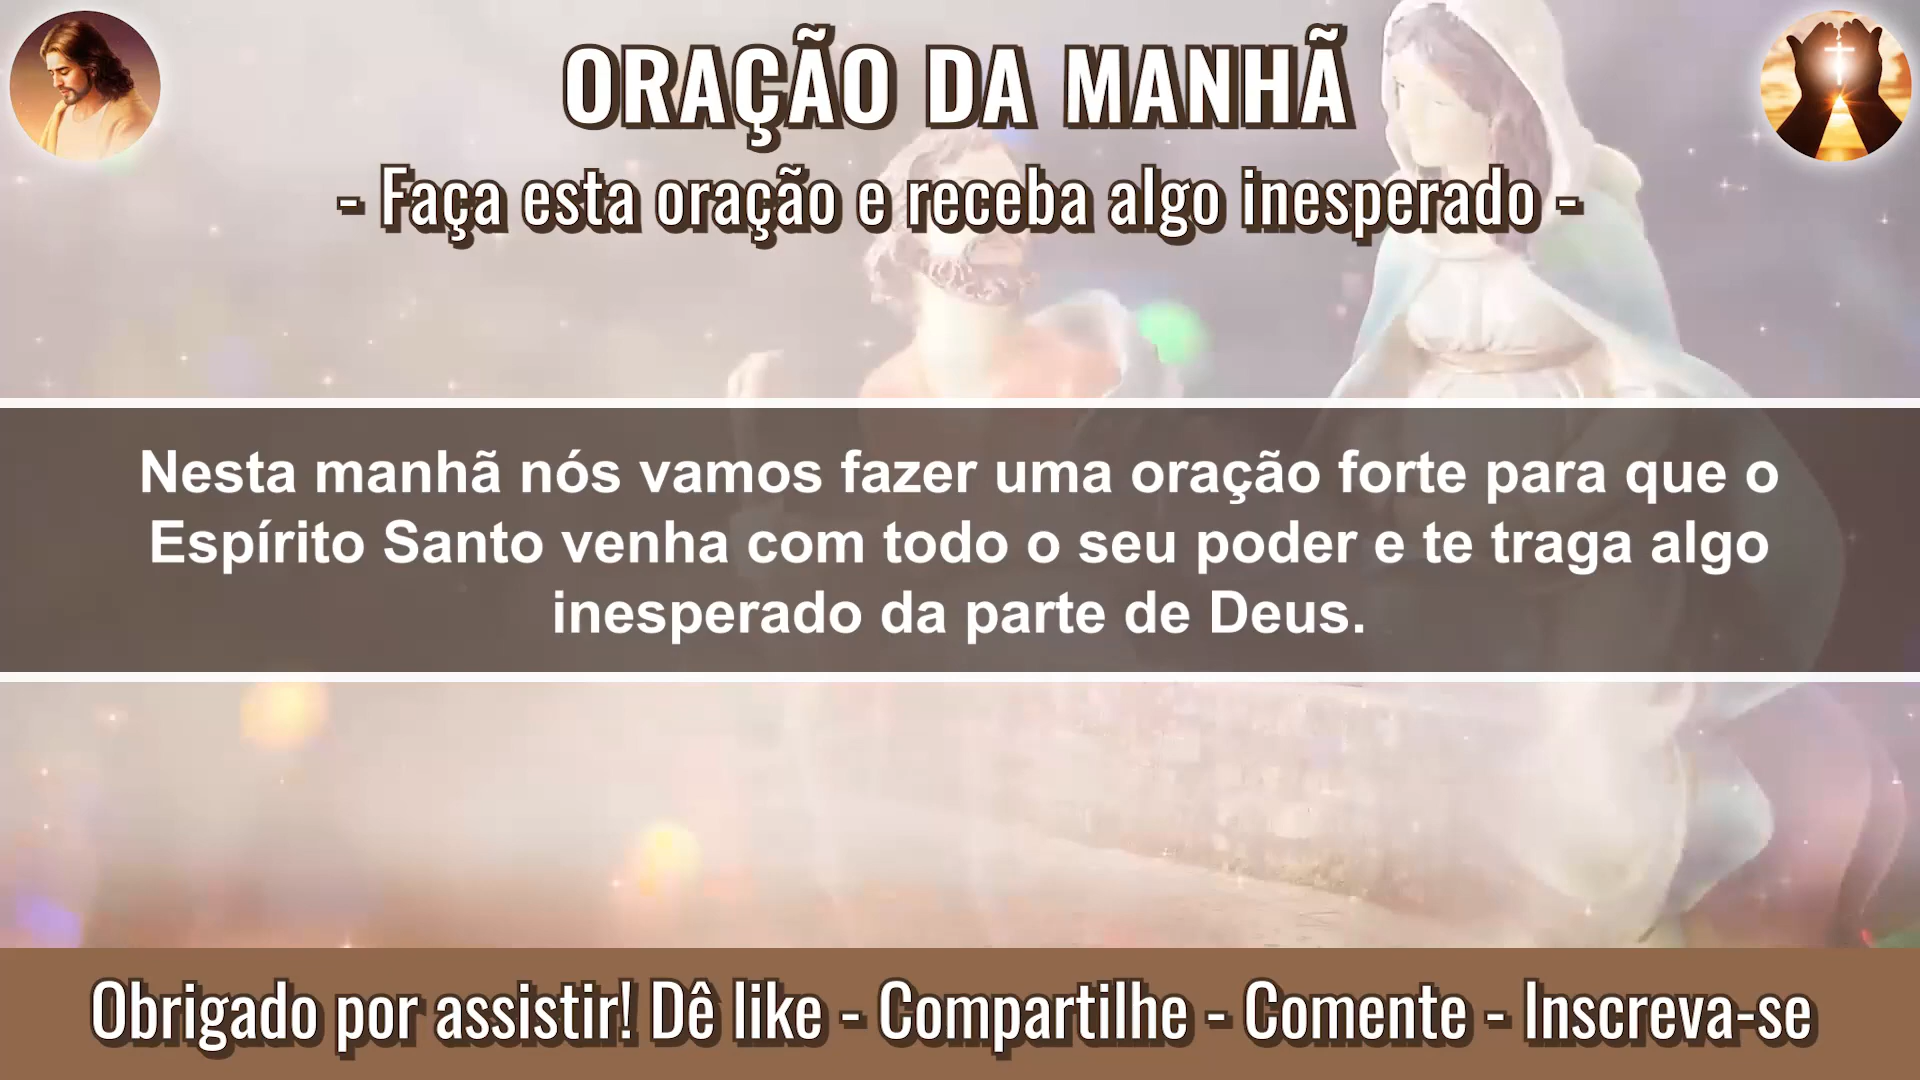 ORAÇÃO DA MANHÃ
- Faça esta oração e receba algo inesperado -
Nesta manhã nós vamos fazer uma oração forte para que o
Espírito Santo venha com todo o seu poder e te traga algo
inesperado da parte de Deus.
Obrigado por assistir! Dê like - Compartilhe - Comente - Inscreva-se